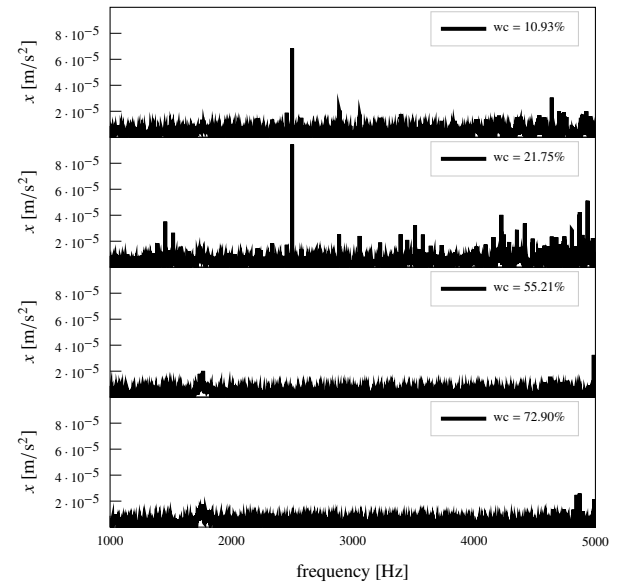 8 · 10⁻⁵
6 · 10⁻⁵
4 · 10⁻⁵
2 · 10⁻⁵
x [m/s²]
wc = 10.93%
8 · 10⁻⁵
6 · 10⁻⁵
4 · 10⁻⁵
2 · 10⁻⁵
x [m/s²]
wc = 21.75%
8 · 10⁻⁵
6 · 10⁻⁵
4 · 10⁻⁵
2 · 10⁻⁵
x [m/s²]
wc = 55.21%
8 · 10⁻⁵
6 · 10⁻⁵
4 · 10⁻⁵
2 · 10⁻⁵
x [m/s²]
wc = 72.90%
1000 2000 3000 4000 5000
frequency [Hz]